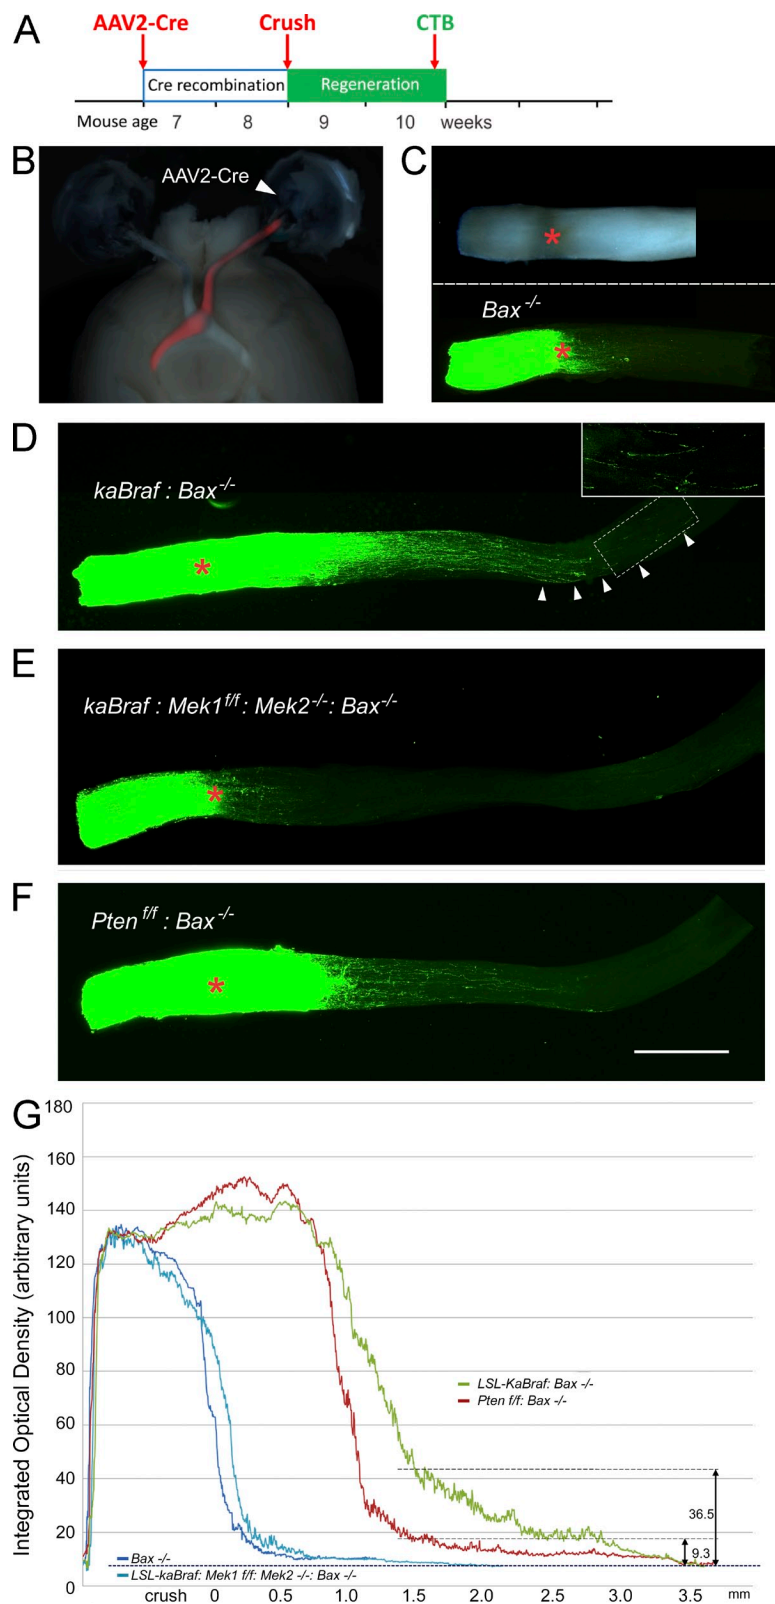 A
AAV2-Cre
Crush
CTB
Cre recombination
Regeneration
Mouse age 7 8 9 10 weeks
B
AAV2-Cre
C
*
Bax -/-
*
D
kaBraf : Bax-/-
*
E
kaBraf : Mek1f/f : Mek2-/-: Bax-/-
*
F
Pten f/f : Bax-/-
*
G
Integrated Optical Density (arbitrary units)
180
160
140
120
100
80
60
40
20
0
LSL-KaBraf: Bax -/-
Pten f/f: Bax -/-
36.5
9.3
Bax -/-
LSL-kaBraf: Mek1 f/f: Mek2 -/-: Bax -/-
crush 0 0.5 1.0 1.5 2.0 2.5 3.0 3.5 mm